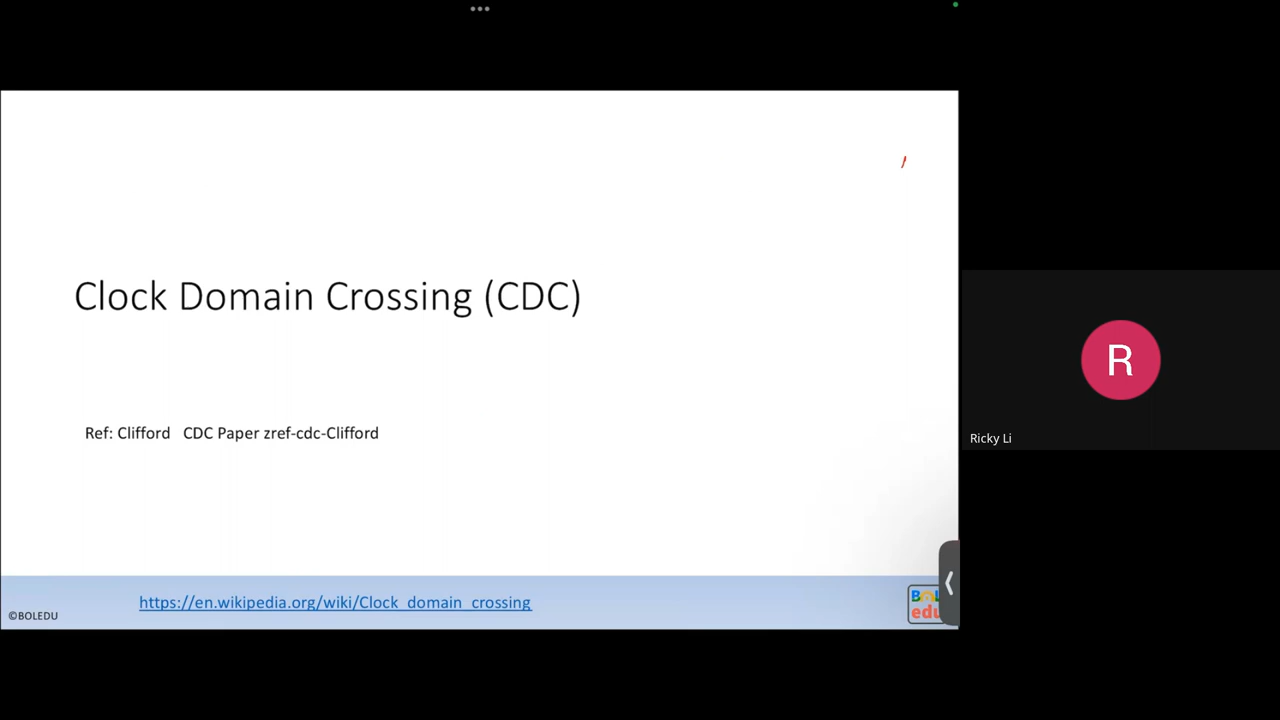 Clock Domain Crossing (CDC)
Ref: Clifford CDC Paper zref-cdc-Clifford
https://en.wikipedia.org/wiki/Clock_domain_crossing
©BOLEDU
edu
R
Ricky Li